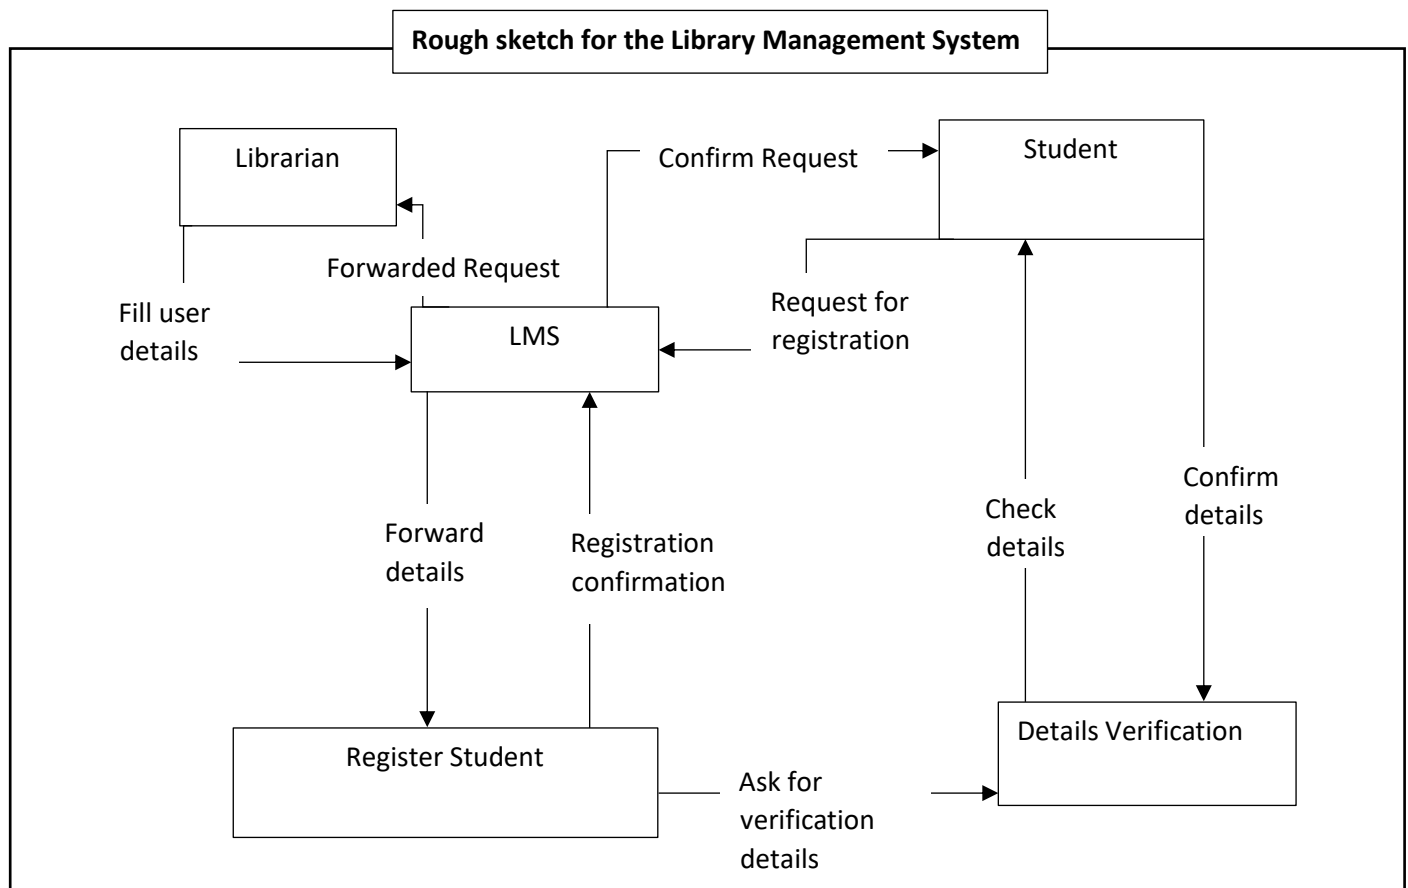 Rough sketch for the Library Management System
Librarian
Confirm Request
Student
Forwarded Request
Fill user
details
LMS
Request for
registration
Forward
details
Registration
confirmation
Check
details
Confirm
details
Register Student
Details Verification
Ask for
verification
details